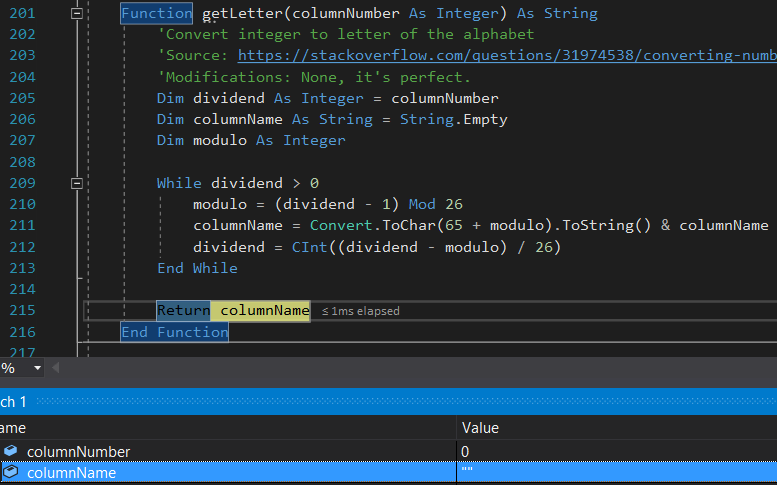 201 Function getLetter(columnNumber As Integer) As String
202 'Convert integer to letter of the alphabet
203 'Source: https://stackoverflow.com/questions/31974538/converting-numb
204 'Modifications: None, it's perfect.
205 Dim dividend As Integer = columnNumber
206 Dim columnName As String = String.Empty
207 Dim modulo As Integer
208
209 While dividend > 0
210 modulo = (dividend - 1) Mod 26
211 columnName = Convert.ToChar(65 + modulo).ToString() & columnName
212 dividend = CInt((dividend - modulo) / 26)
213 End While
214
215 Return columnName ≤ 1ms elapsed
216 End Function
217
%
ch 1
ame Value
columnNumber 0
columnName ""